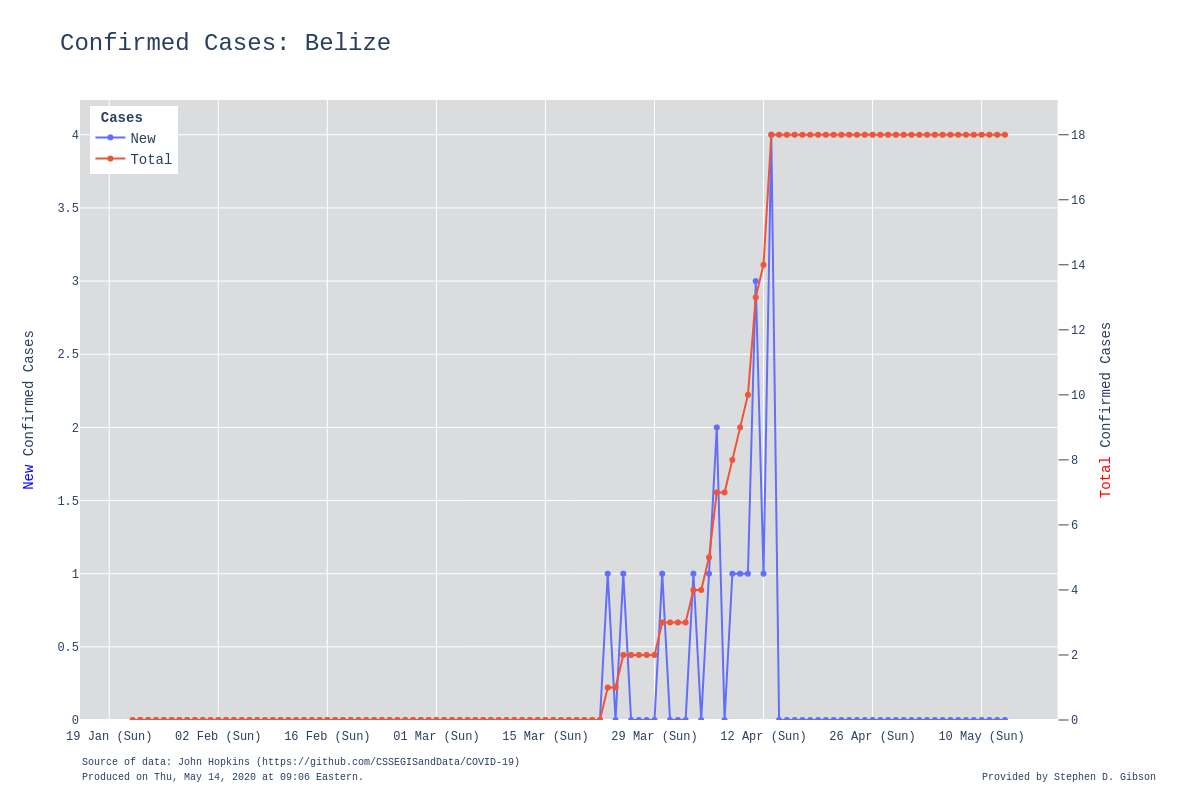 Confirmed Cases: Belize
Cases
New
Total
4
3.5
3
2.5
2
1.5
1
0.5
0
18
16
14
12
10
8
6
4
2
0
New Confirmed Cases
Total Confirmed Cases
19 Jan (Sun) 02 Feb (Sun) 16 Feb (Sun) 01 Mar (Sun) 15 Mar (Sun) 29 Mar (Sun) 12 Apr (Sun) 26 Apr (Sun) 10 May (Sun)
Source of data: John Hopkins (https://github.com/CSSEGISandData/COVID-19)
Produced on Thu, May 14, 2020 at 09:06 Eastern.
Provided by Stephen D. Gibson